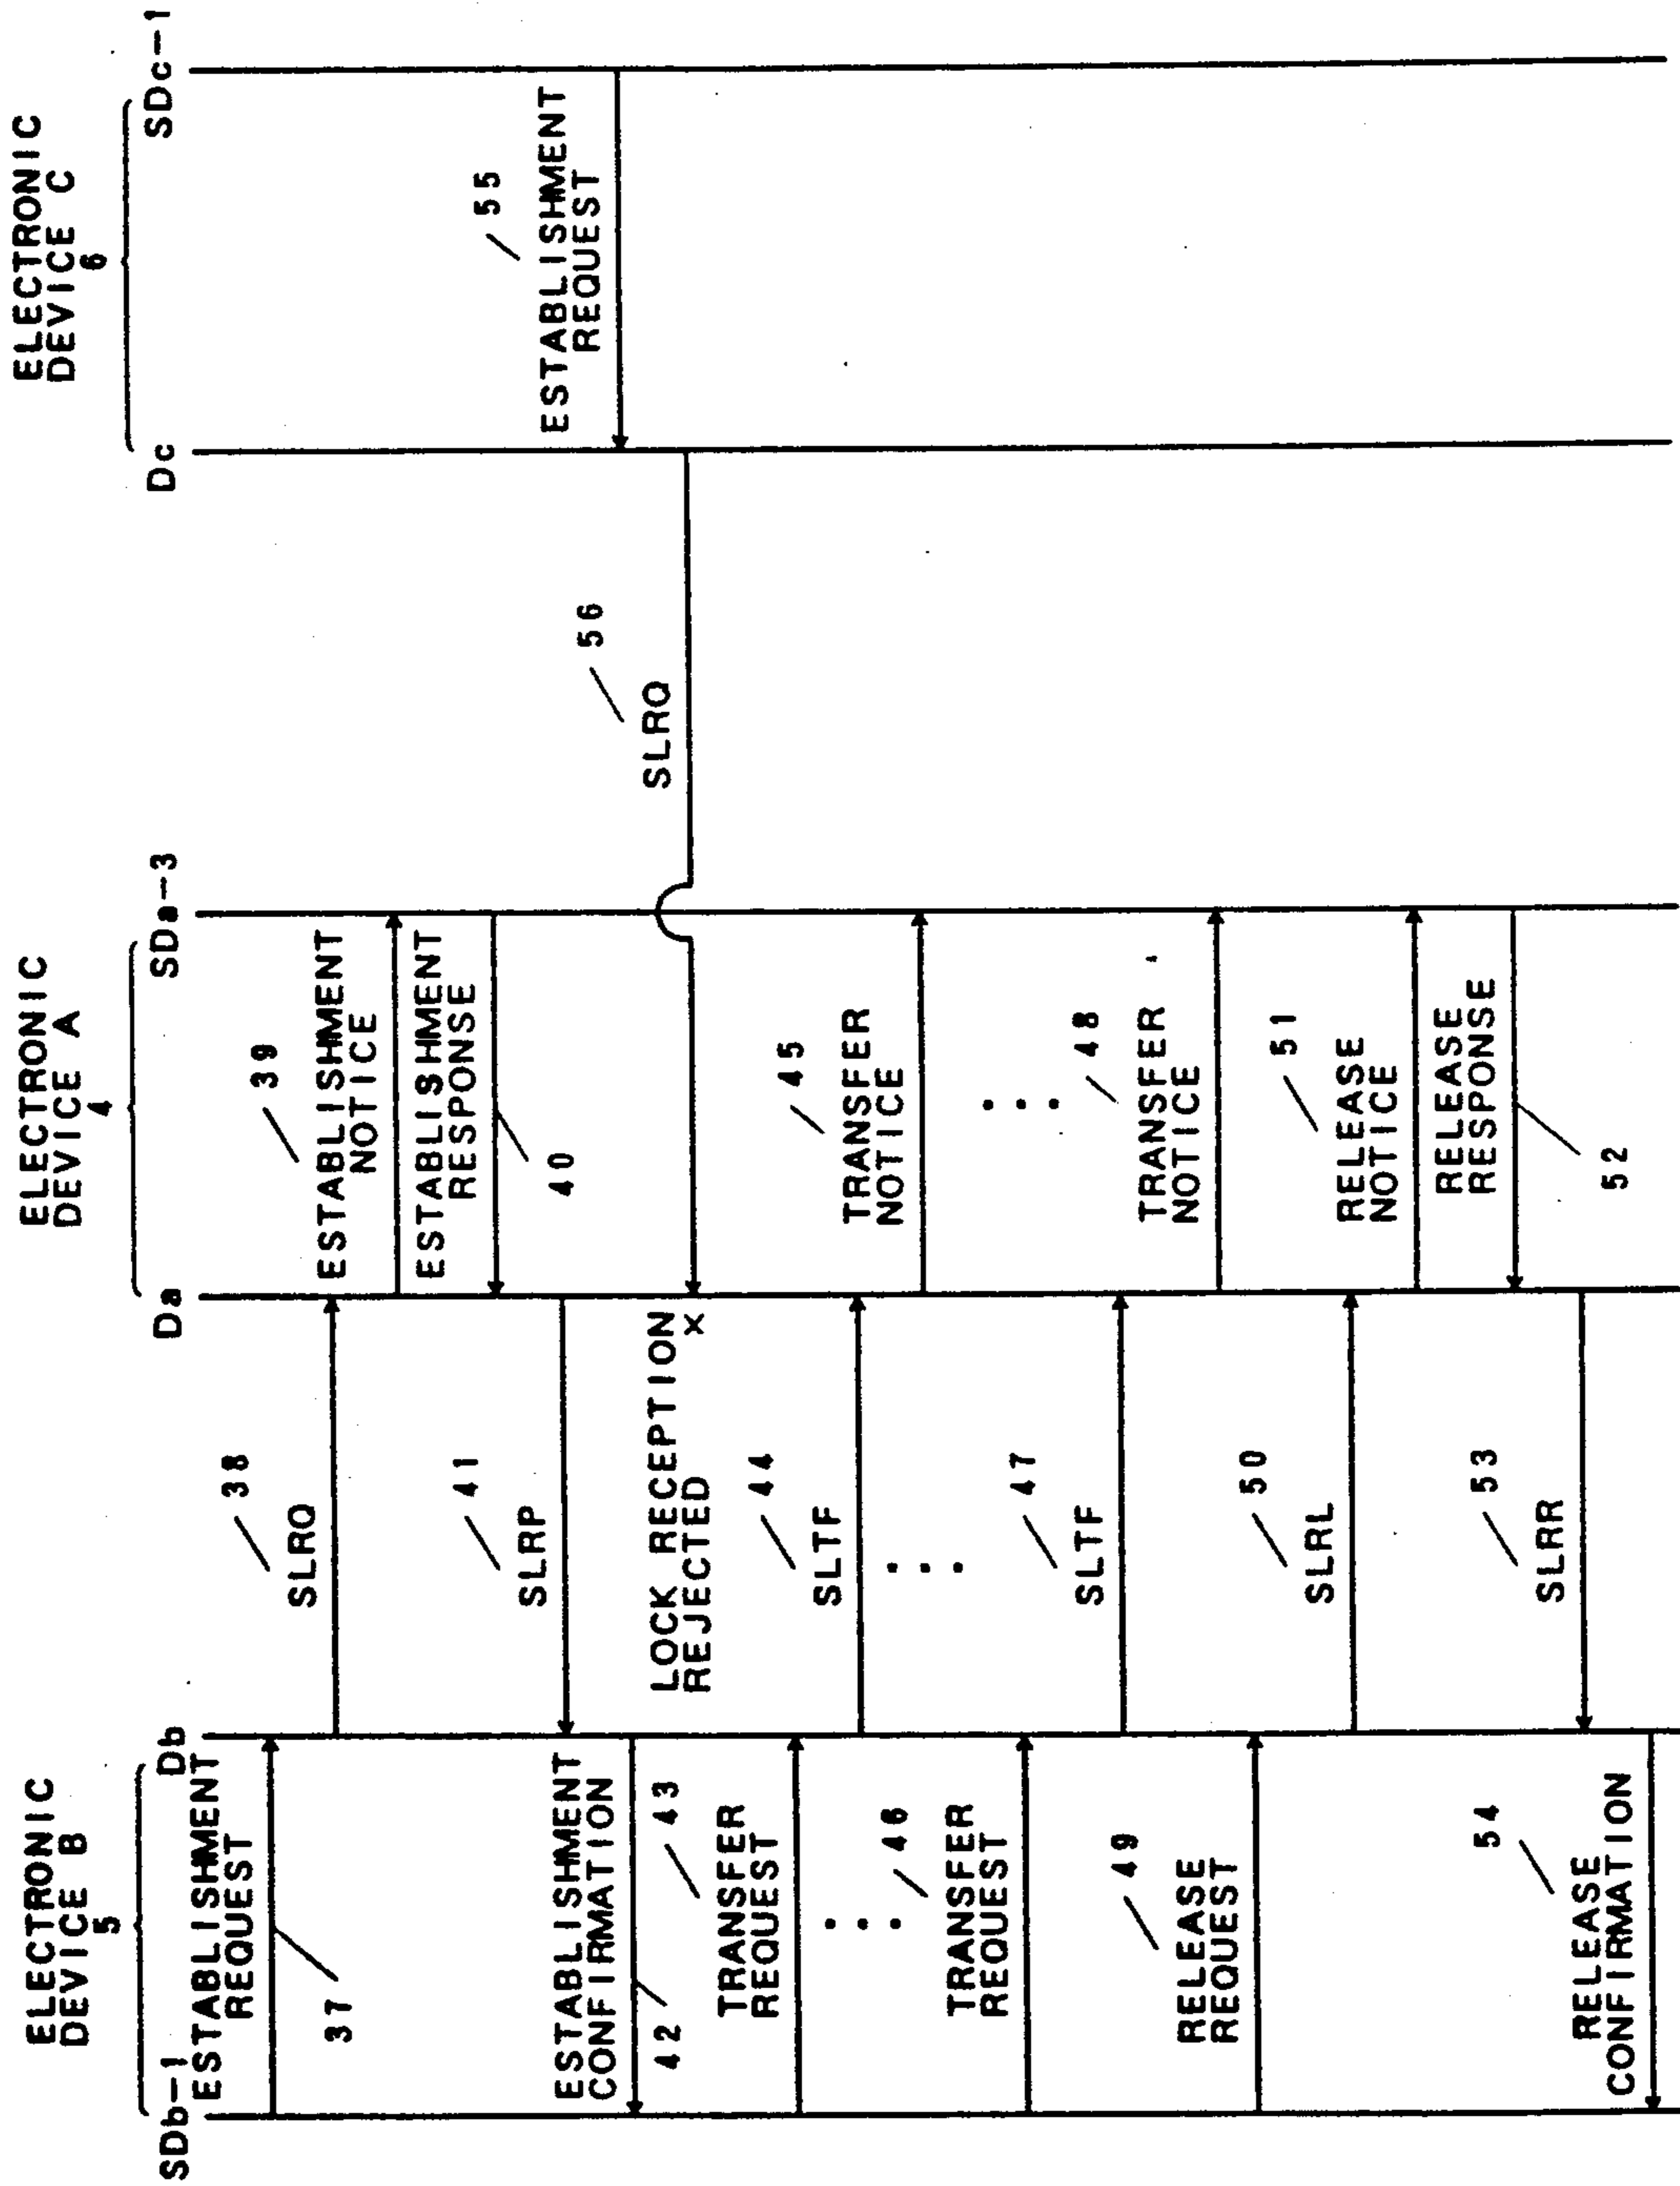 ELECTRONIC
DEVICE B
5
ELECTRONIC
DEVICE A
4
ELECTRONIC
DEVICE C
6
SDb-1
Db
Da
SDa-3
Dc
SDc-1
ESTABLISHMENT
REQUEST
37
38
SLRQ
39
ESTABLISHMENT
NOTICE
ESTABLISHMENT
RESPONSE
40
41
SLRP
ESTABLISHMENT
CONFIRMATION
42
55
ESTABLISHMENT
REQUEST
56
SLRQ
LOCK RECEPTION
REJECTED
×
43
TRANSFER
REQUEST
44
SLTF
45
TRANSFER
NOTICE
...
...
...
46
TRANSFER
REQUEST
47
SLTF
48
TRANSFER
NOTICE
49
RELEASE
REQUEST
50
SLRL
51
RELEASE
NOTICE
RELEASE
RESPONSE
52
53
SLRR
54
RELEASE
CONFIRMATION